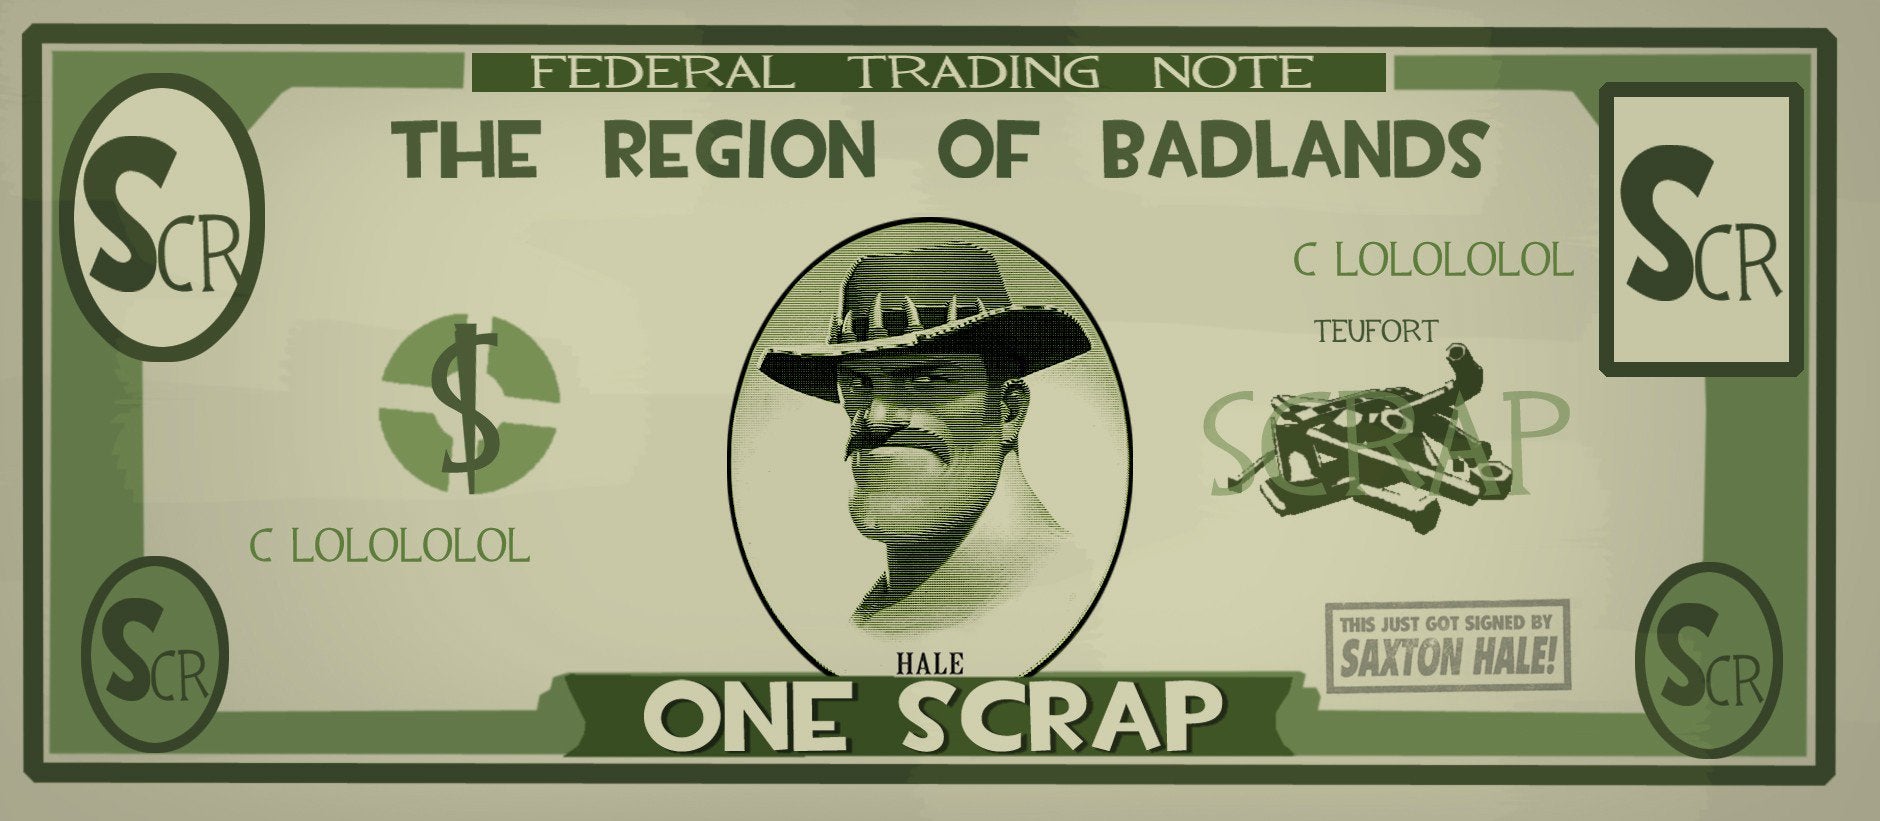 FEDERAL TRADING NOTE
THE REGION OF BADLANDS
SCR
SCR
C LOLOLOLOL
TEUFORT
$
SCRAP
C LOLOLOLOL
SCR
HALE
THIS JUST GOT SIGNED BY
SAXTON HALE!
SCR
ONE SCRAP